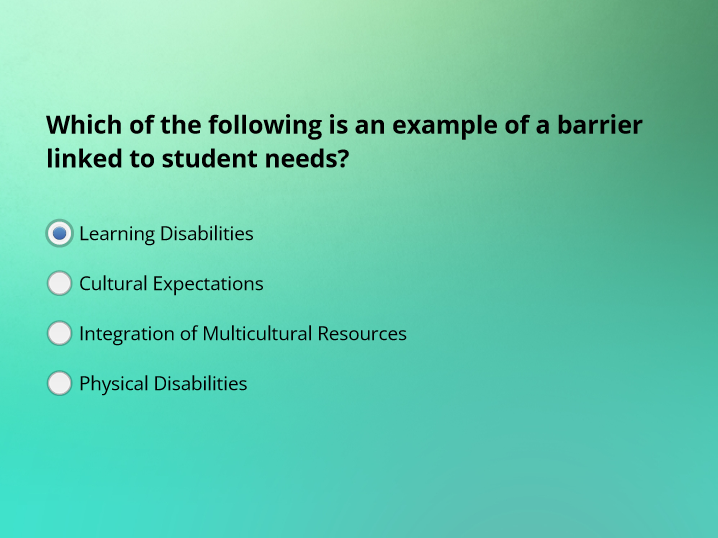 Which of the following is an example of a barrier
linked to student needs?
Learning Disabilities
Cultural Expectations
Integration of Multicultural Resources
Physical Disabilities